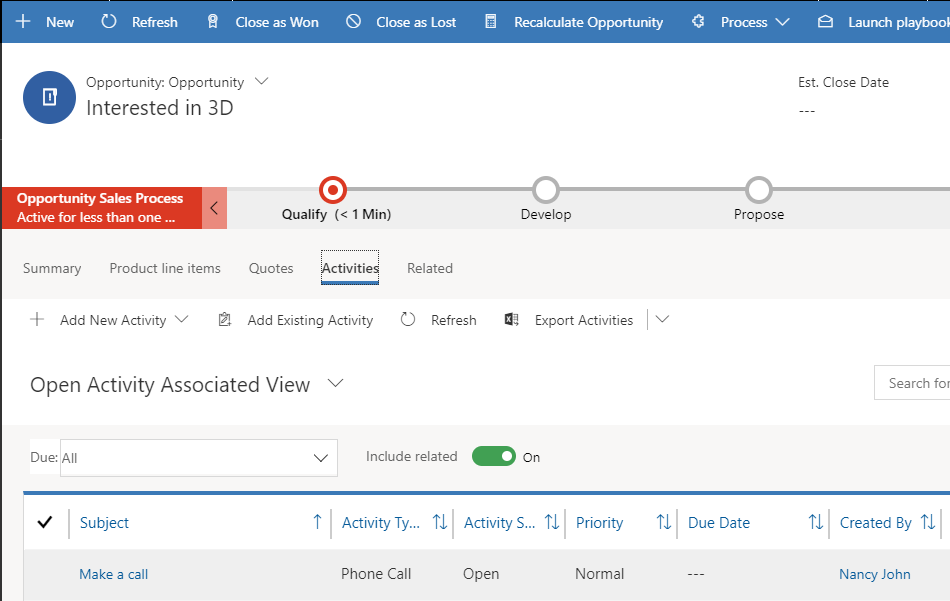 New Refresh Close as Won Close as Lost Recalculate Opportunity Process Launch playbook
Opportunity: Opportunity
Interested in 3D
Est. Close Date
---
Opportunity Sales Process
Active for less than one ...
Qualify (< 1 Min) Develop Propose
Summary Product line items Quotes Activities Related
Add New Activity Add Existing Activity Refresh Export Activities
Open Activity Associated View
Search for
Due: All Include related On
Subject Activity Ty... Activity S... Priority Due Date Created By
Make a call Phone Call Open Normal --- Nancy John